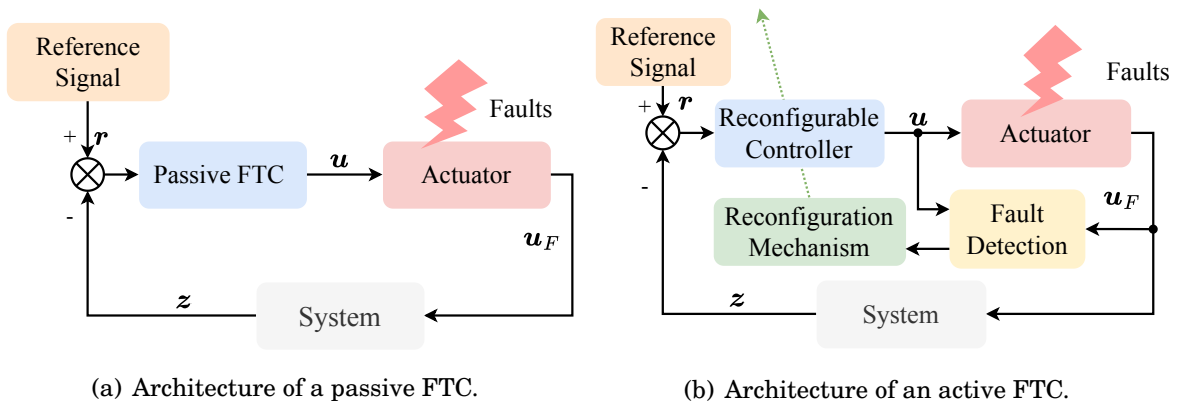 Reference
Signal
Faults
+
r
Passive FTC
u
Actuator
-
u_F
z
System
(a) Architecture of a passive FTC.
Reference
Signal
Faults
+
r
Reconfigurable
Controller
u
Actuator
-
Reconfiguration
Mechanism
Fault
Detection
u_F
z
System
(b) Architecture of an active FTC.